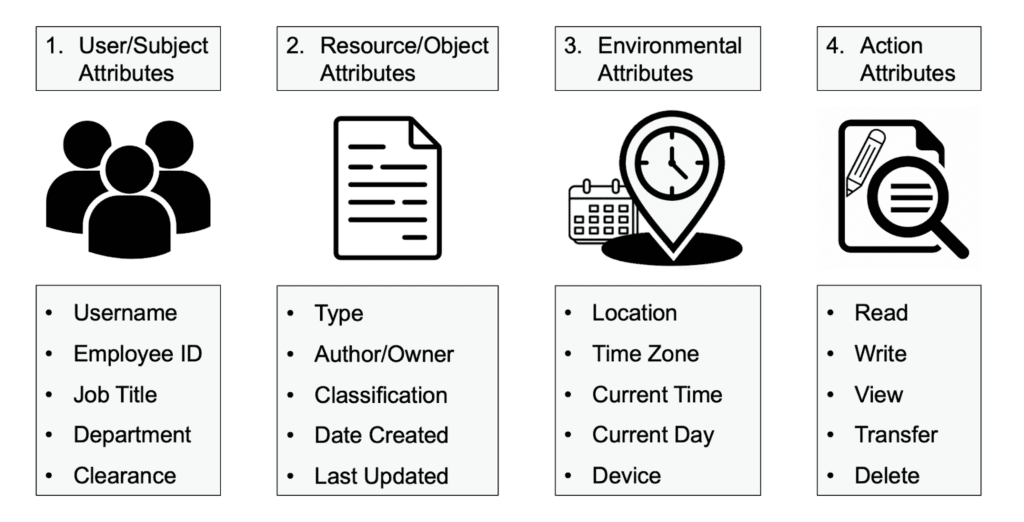 1. User/Subject
Attributes
2. Resource/Object
Attributes
3. Environmental
Attributes
4. Action
Attributes
• Username
• Employee ID
• Job Title
• Department
• Clearance
• Type
• Author/Owner
• Classification
• Date Created
• Last Updated
• Location
• Time Zone
• Current Time
• Current Day
• Device
• Read
• Write
• View
• Transfer
• Delete